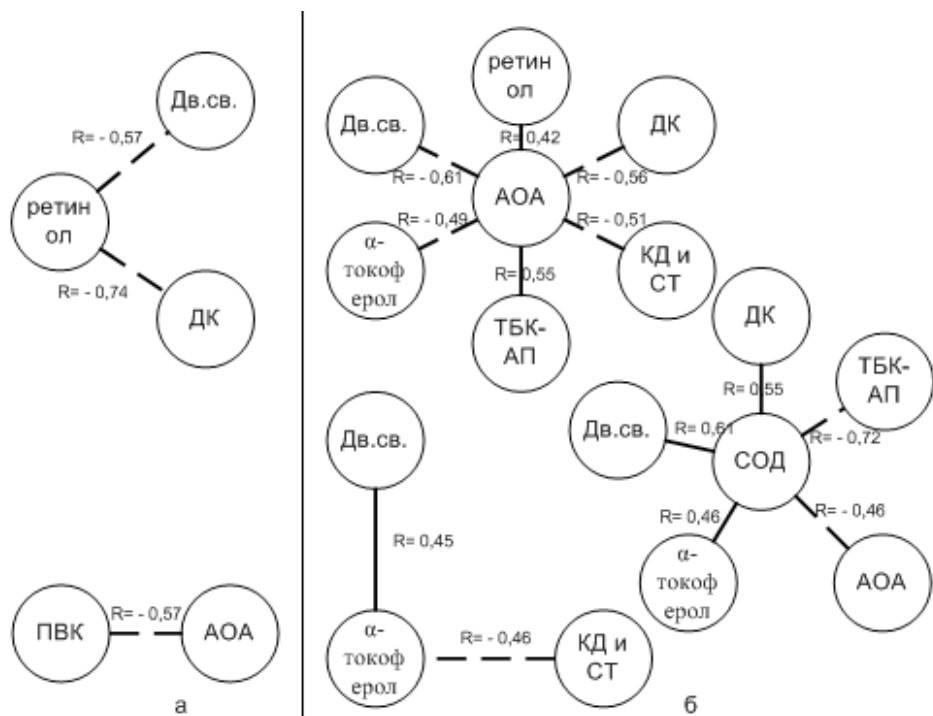 Дв.св.
R= - 0,57
ретин
ол
R= - 0,74
ДК
ПВК
R= - 0,57
АОА
а
ретин
ол
Дв.св.
ДК
R= 0,42
R= - 0,61
R= - 0,56
АОА
R= - 0,49
R= - 0,51
α-
токоф
ерол
КД и
СТ
R= 0,55
ТБК-
АП
ДК
ТБК-
АП
R= 0,55
Дв.св.
R= 0,61
R= - 0,72
СОД
R= 0,46
R= - 0,46
α-
токоф
ерол
АОА
Дв.св.
R= 0,45
α-
токоф
ерол
R= - 0,46
КД и
СТ
б